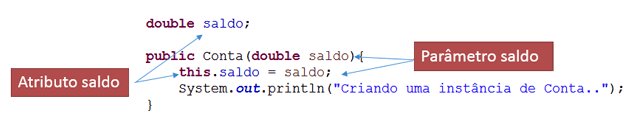 double saldo;
public Conta(double saldo){
Parâmetro saldo
Atributo saldo
this.saldo = saldo;
System.out.println("Criando uma instância de Conta..");
}